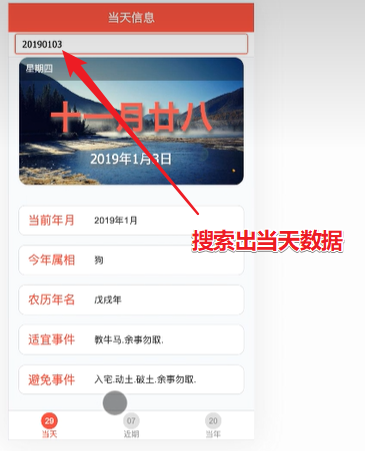 当天信息
20190103
星期四
十一月廿八
2019年1月3日
搜索出当天数据
当前年月 2019年1月
今年属相 狗
农历年名 戊戌年
适宜事件 教牛马.余事勿取.
避免事件 入宅.动土.破土.余事勿取.
29 07 20
当天 近期 当年